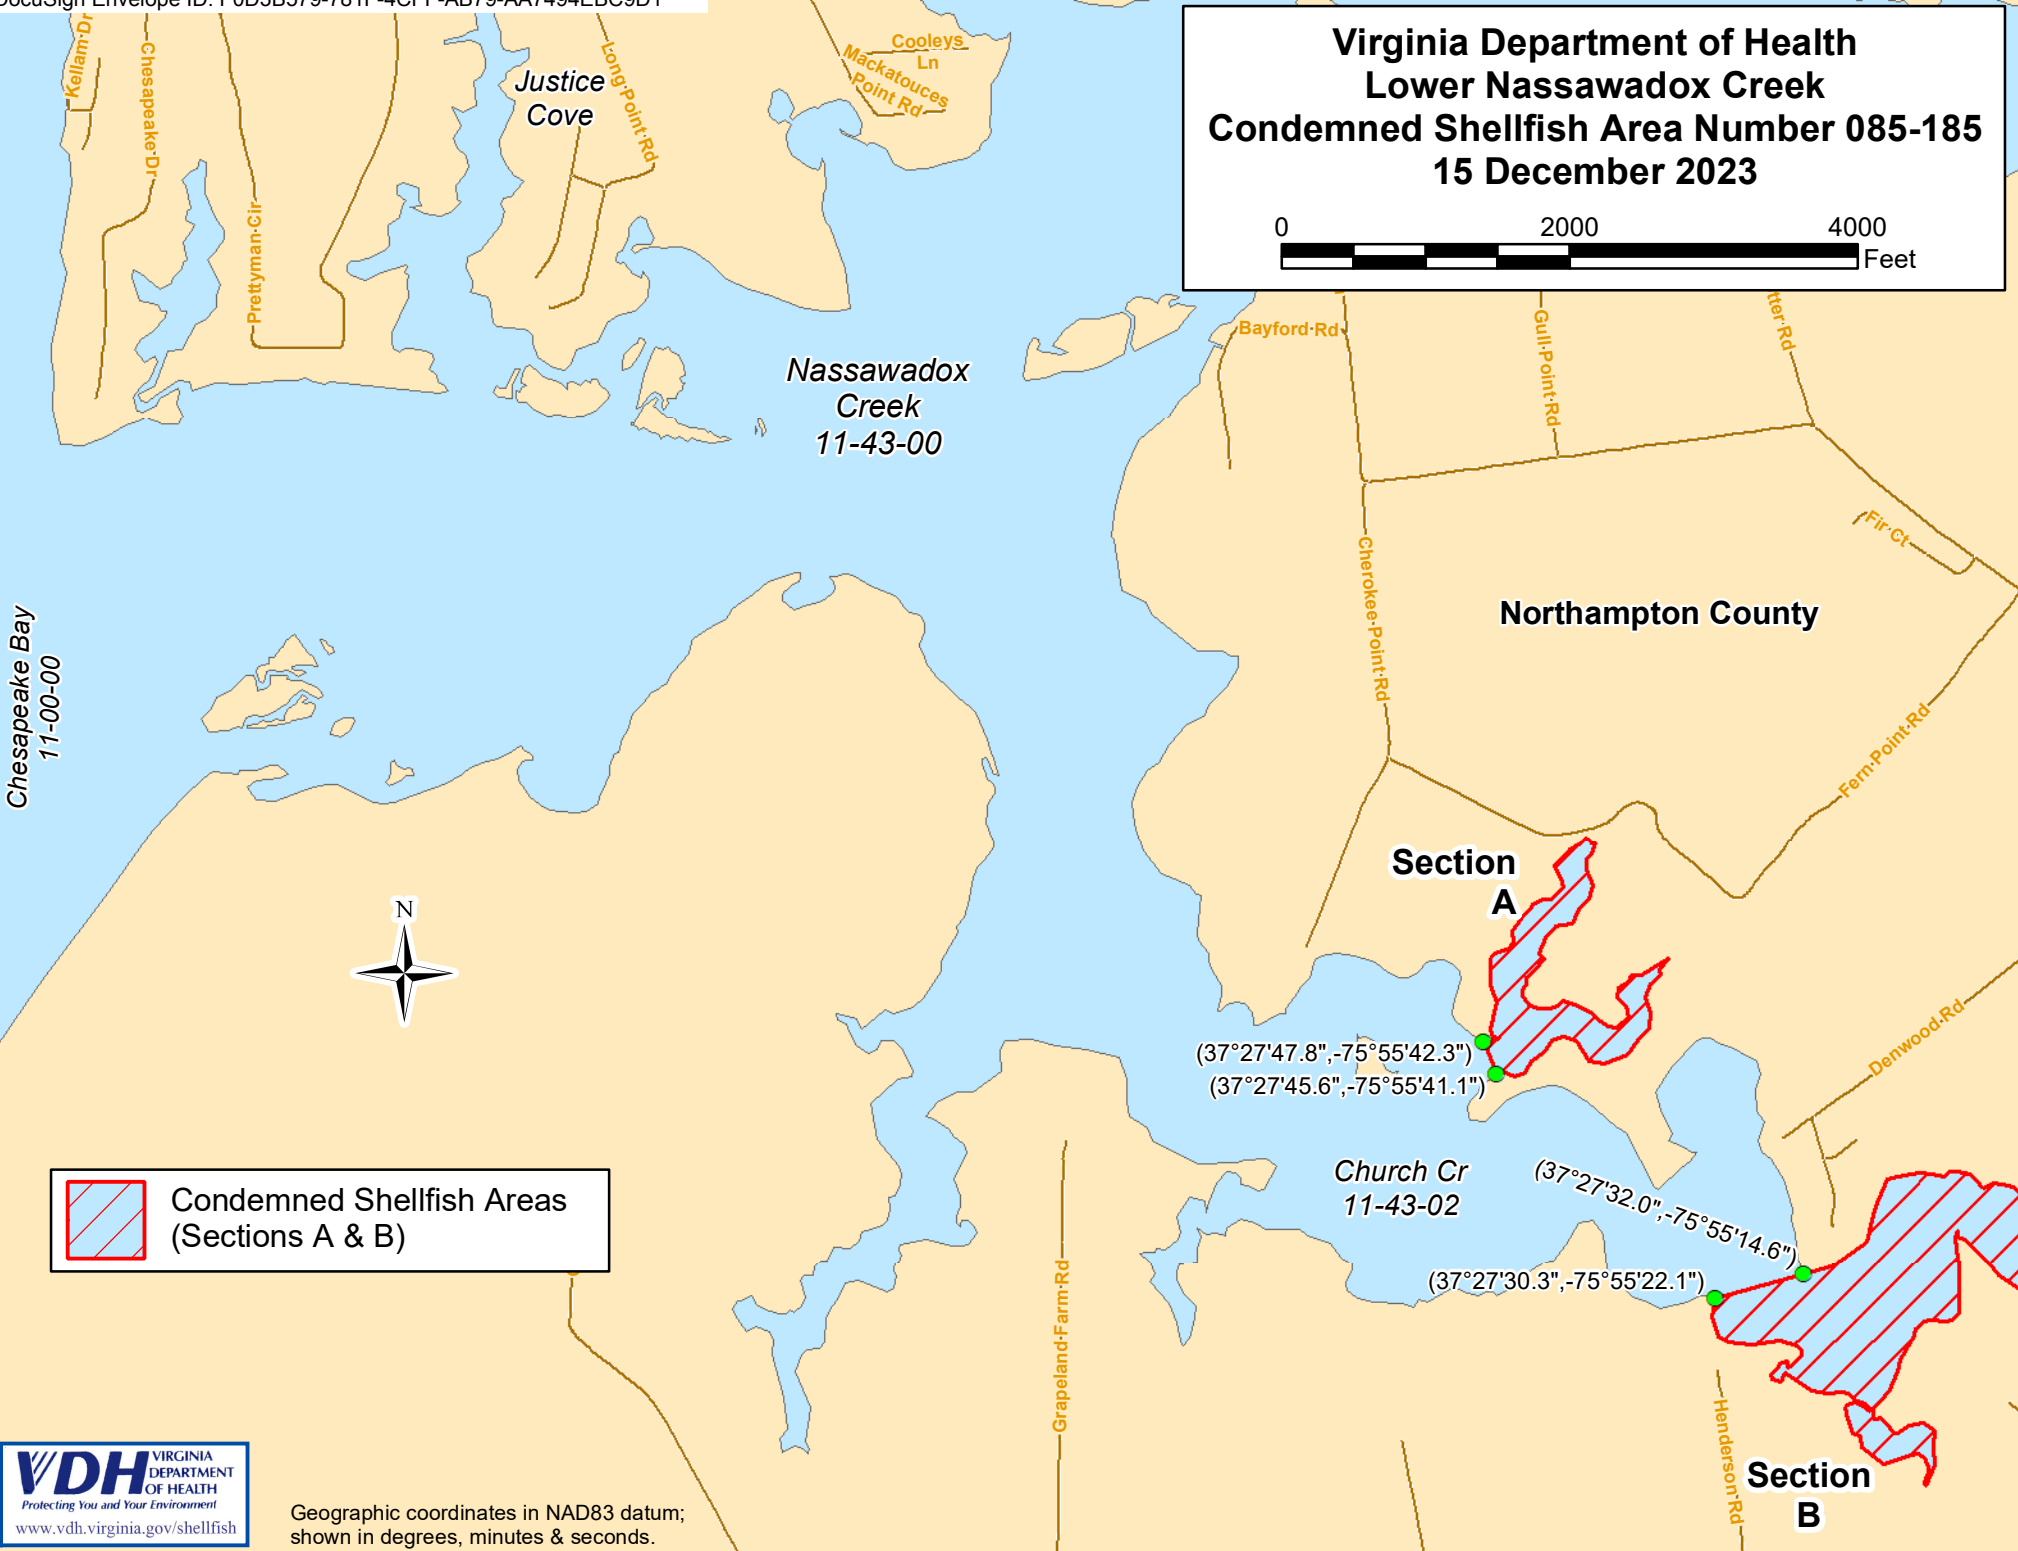 Virginia Department of Health
Lower Nassawadox Creek
Condemned Shellfish Area Number 085-185
15 December 2023
0 2000 4000
Feet
Kellam Dr
Chesapeake Dr
Prettyman Cir
Justice
Cove
Long Point Rd
Cooleys
Ln
Mackatouces
Point Rd
Nassawadox
Creek
11-43-00
Bayford Rd
Gull Point Rd
Fir Ct
Cherokee Point Rd
Northampton County
Chesapeake Bay
11-00-00
Fern Point Rd
Section
A
N
Denwood Rd
(37°27'47.8",-75°55'42.3")
(37°27'45.6",-75°55'41.1")
Church Cr
11-43-02
(37°27'32.0",-75°55'14.6")
(37°27'30.3",-75°55'22.1")
Condemned Shellfish Areas
(Sections A & B)
Grapeland Farm Rd
Henderson Rd
Section
B
VDH VIRGINIA
DEPARTMENT
OF HEALTH
Protecting You and Your Environment
www.vdh.virginia.gov/shellfish
Geographic coordinates in NAD83 datum;
shown in degrees, minutes & seconds.